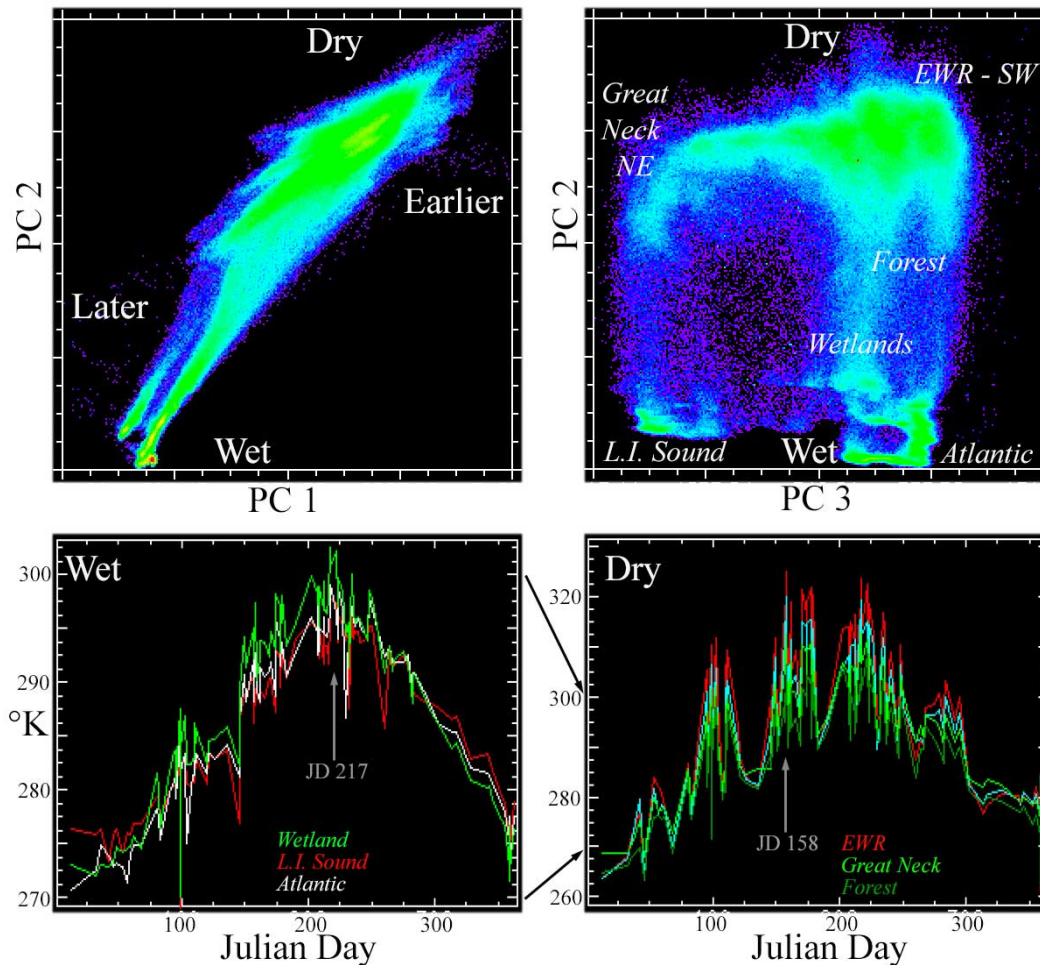 Dry
Earlier
Later
Wet
PC 2
PC 1
Dry
EWR - SW
Great
Neck
NE
Forest
Wetlands
L.I. Sound
Wet
Atlantic
PC 2
PC 3
Wet
300
290
°K
280
270
JD 217
Wetland
L.I. Sound
Atlantic
100
200
300
Julian Day
Dry
320
300
280
260
JD 158
EWR
Great Neck
Forest
100
200
300
Julian Day